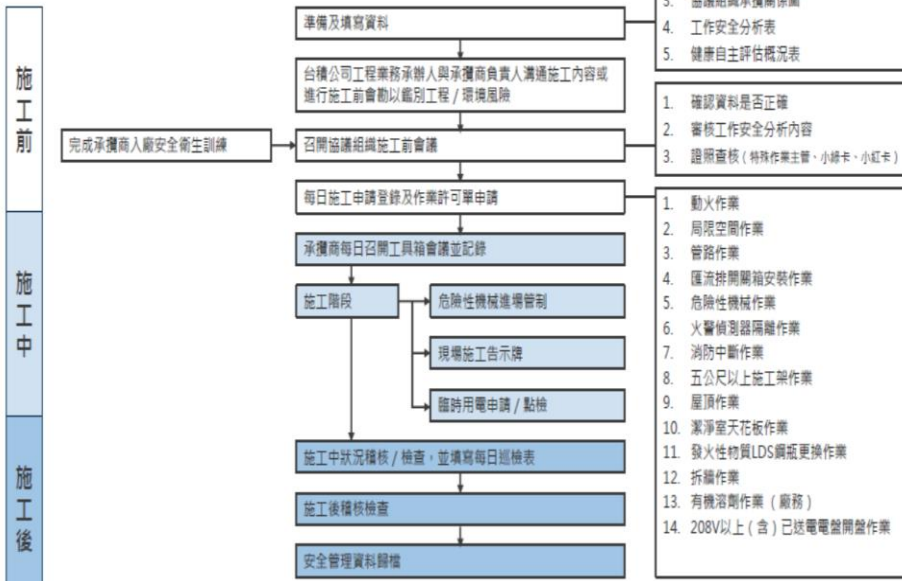 準備及填寫資料
4. 工作安全分析表
5. 健康自主評估概況表
施工前
台積公司工程業務承辦人與承攬商負責人溝通施工內容或
進行施工前會勘以鑑別工程 / 環境風險
完成承攬商入廠安全衛生訓練
召開協議組織施工前會議
1. 確認資料是否正確
2. 審核工作安全分析內容
3. 證照查核 ( 特殊作業主管、小綠卡、小紅卡 )
每日施工申請登錄及作業許可單申請
1. 動火作業
2. 局限空間作業
3. 管路作業
4. 匯流排開關箱安裝作業
5. 危險性機械作業
6. 火警偵測器隔離作業
7. 消防中斷作業
8. 五公尺以上施工架作業
9. 屋頂作業
10. 潔淨室天花板作業
11. 發火性物質LDS鋼瓶更換作業
12. 拆牆作業
13. 有機溶劑作業 ( 廠務 )
14. 208V以上 ( 含 ) 已送電電盤開盤作業
施工中
承攬商每日召開工具箱會議並記錄
施工階段
危險性機械進場管制
現場施工告示牌
臨時用電申請 / 點檢
施工後
施工中狀況稽核 / 檢查，並填寫每日巡檢表
施工後稽核檢查
安全管理資料歸檔